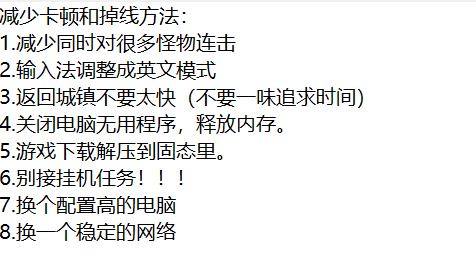 减少卡顿和掉线方法：
1.减少同时对很多怪物连击
2.输入法调整成英文模式
3.返回城镇不要太快（不要一味追求时间）
4.关闭电脑无用程序，释放内存。
5.游戏下载解压到固态里。
6.别接挂机任务！！！
7.换个配置高的电脑
8.换一个稳定的网络